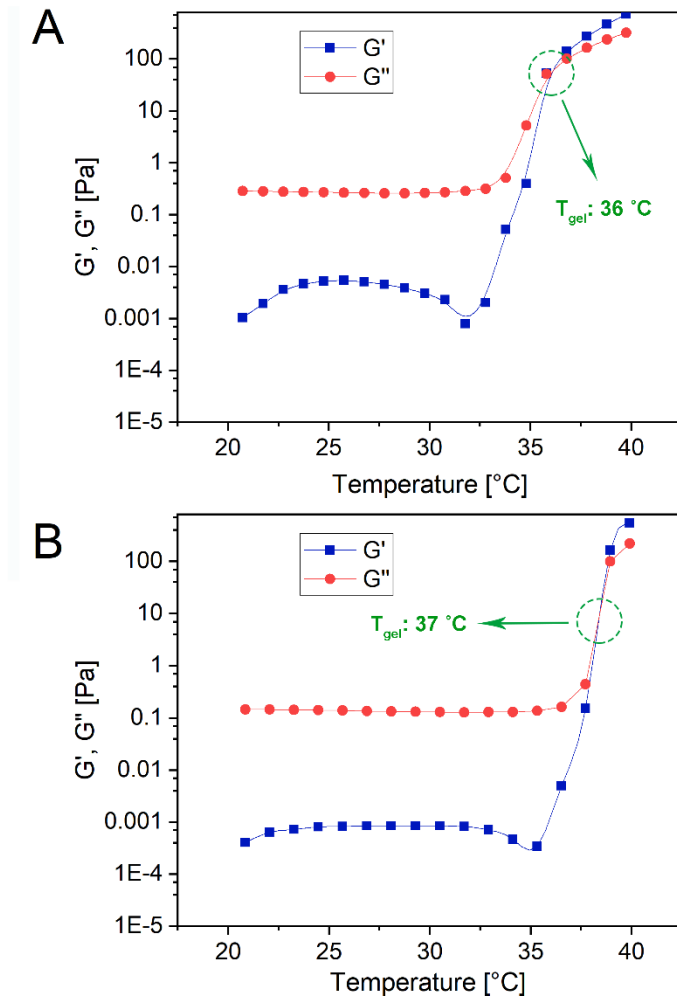 A
G', G" [Pa]
100
1
0.1
0.01
0.001
1E-4
1E-5
G'
G"
T_gel: 36 °C
20 25 30 35 40
Temperature [°C]
B
G', G" [Pa]
100
10
1
0.1
0.01
0.001
1E-4
1E-5
G'
G"
T_gel: 37 °C
20 25 30 35 40
Temperature [°C]